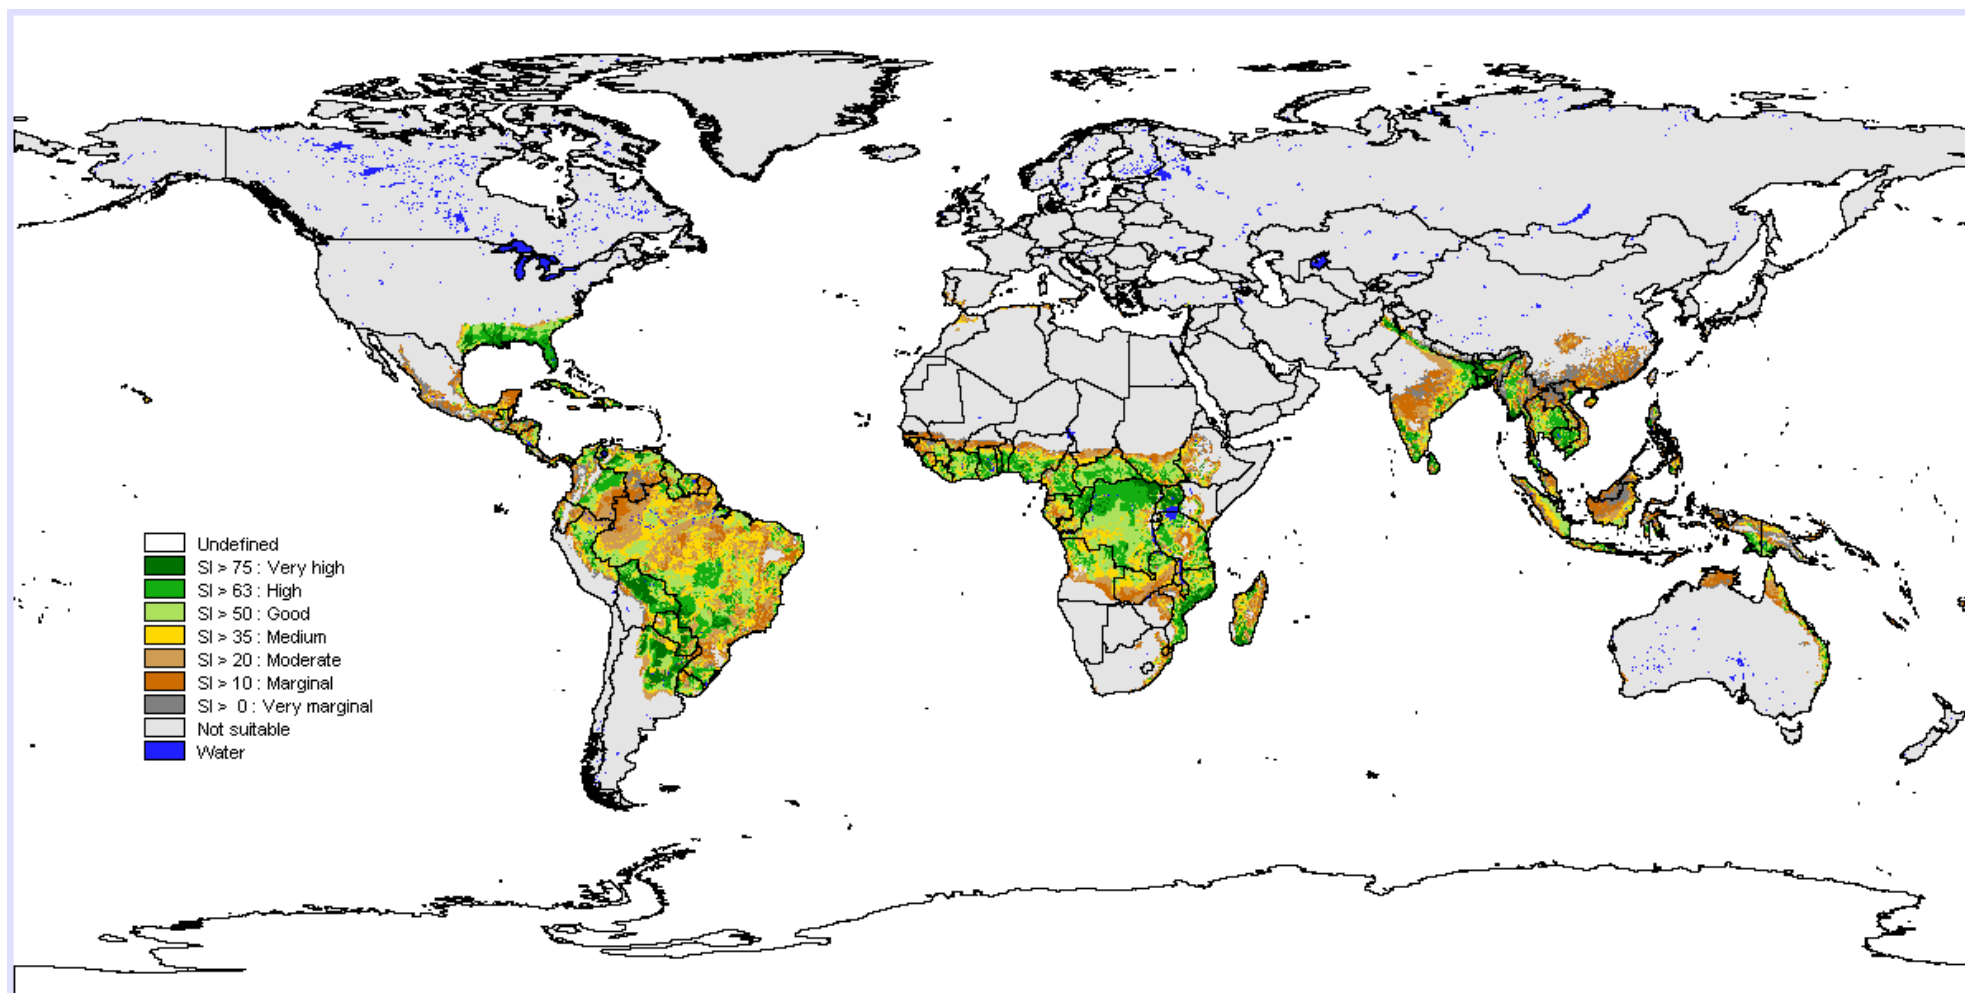 Undefined
SI > 75 : Very high
SI > 63 : High
SI > 50 : Good
SI > 35 : Medium
SI > 20 : Moderate
SI > 10 : Marginal
SI >  0 : Very marginal
Not suitable
Water